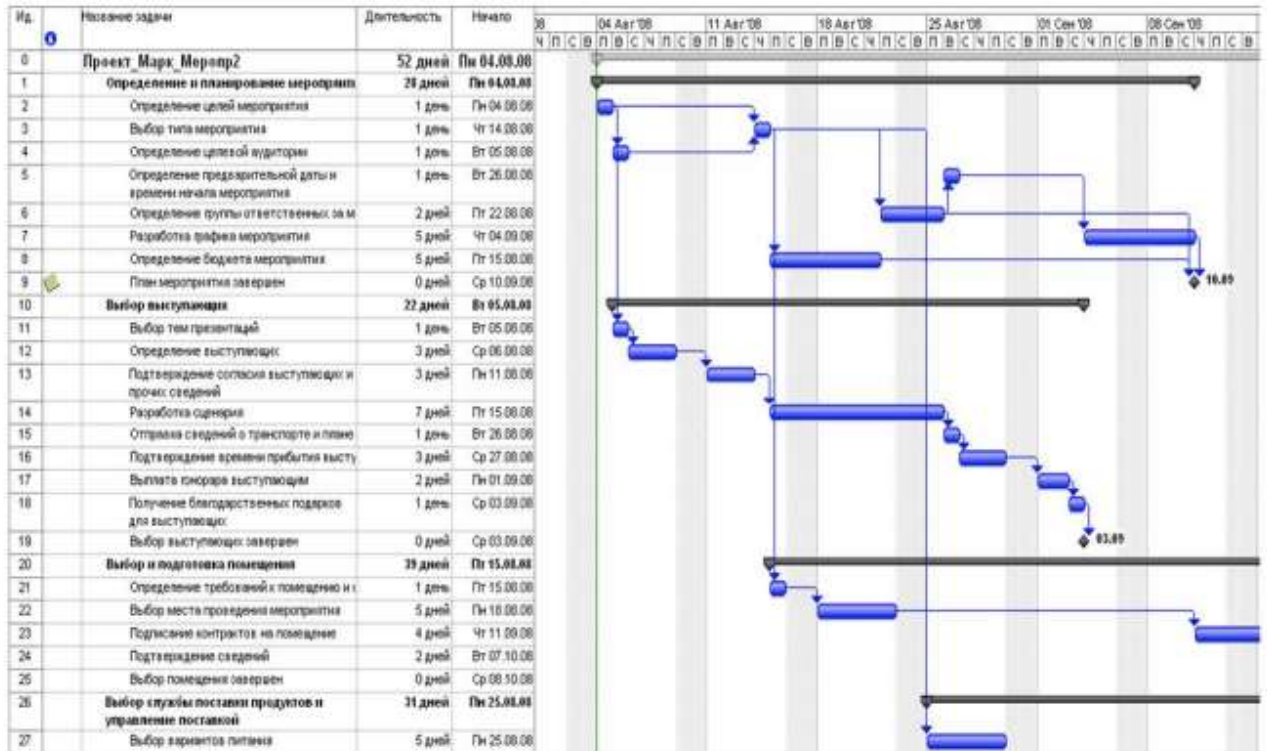 Ид.
Название задачи
Длительность
Начало
08
04 Авг '08
11 Авг '08
18 Авг '08
25 Авг '08
01 Сен '08
08 Сен '08
Ч П С В П В С Ч П С В П В С Ч П С В П В С Ч П С В П В С Ч П С В П В С Ч П С В П В С Ч П С В
0 Проект_Марк_Меропр2 52 дней Пн 04.08.08
1 Определение и планирование мероприят 28 дней Пн 04.08.08
2 Определение целей мероприятия 1 день Пн 04.08.08
3 Выбор типа мероприятия 1 день Чт 14.08.08
4 Определение целевой аудитории 1 день Вт 05.08.08
5 Определение предварительной даты и 1 день Вт 26.08.08
времени начала мероприятия
6 Определение группы ответственных за м 2 дней Пт 22.08.08
7 Разработка графика мероприятия 5 дней Чт 04.09.08
8 Определение бюджета мероприятия 5 дней Пт 15.08.08
9 План мероприятия завершен 0 дней Ср 10.09.08
10.09
10 Выбор выступающих 22 дней Вт 05.08.08
11 Выбор тем презентаций 1 день Вт 05.08.08
12 Определение выступающих 3 дней Ср 06.08.08
13 Подтверждение согласия выступающих и 3 дней Пн 11.08.08
прочих сведений
14 Разработка сценария 7 дней Пт 15.08.08
15 Отправка сведений о транспорте и плане 1 день Вт 26.08.08
16 Подтверждение времени прибытия высту 3 дней Ср 27.08.08
17 Выплата гонорара выступающим 2 дней Пн 01.09.08
18 Получение благодарственных подарков 1 день Ср 03.09.08
для выступающих
19 Выбор выступающих завершен 0 дней Ср 03.09.08
03.09
20 Выбор и подготовка помещения 39 дней Пт 15.08.08
21 Определение требований к помещению и 1 день Пт 15.08.08
22 Выбор места проведения мероприятия 5 дней Пн 18.08.08
23 Подписание контрактов на помещение 4 дней Чт 11.09.08
24 Подтверждение сведений 2 дней Вт 07.10.08
25 Выбор помещения завершен 0 дней Ср 08.10.08
26 Выбор службы поставки продуктов и 31 дней Пн 25.08.08
управление поставкой
27 Выбор вариантов питания 5 дней Пн 25.08.08